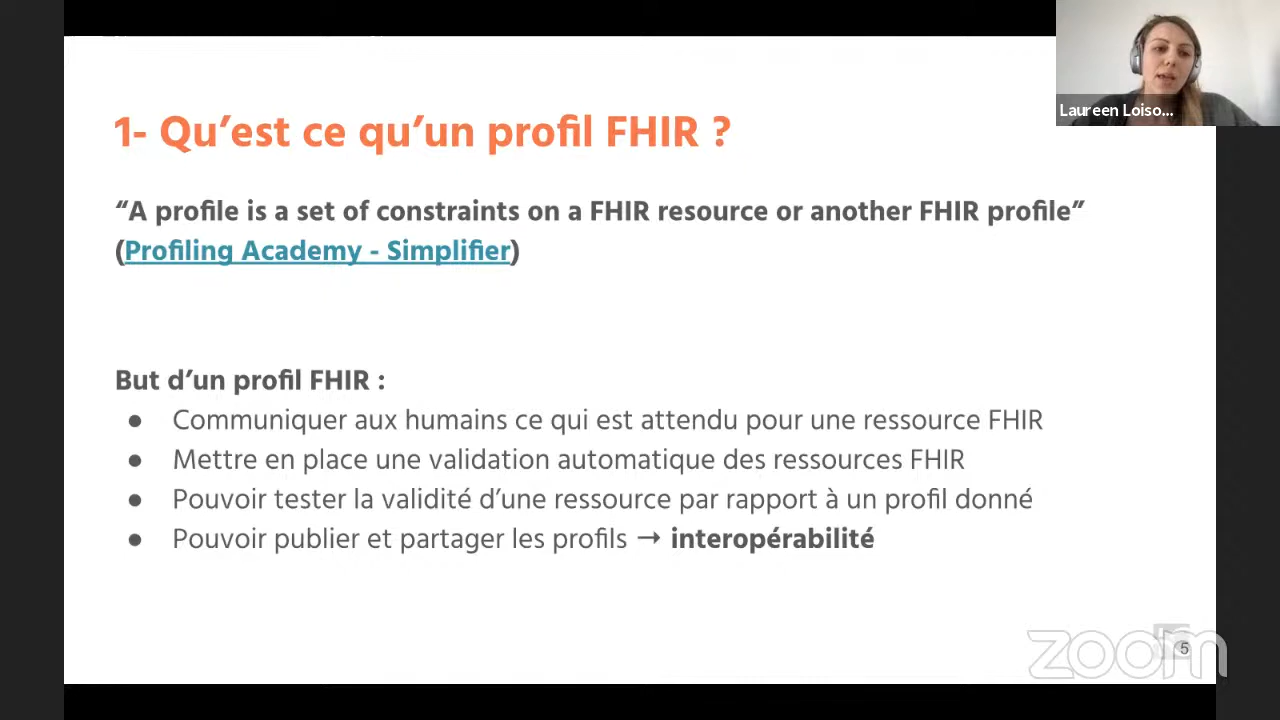 1- Qu’est ce qu’un profil FHIR ?
“A profile is a set of constraints on a FHIR resource or another FHIR profile”
(Profiling Academy - Simplifier)
But d’un profil FHIR :
● Communiquer aux humains ce qui est attendu pour une ressource FHIR
● Mettre en place une validation automatique des ressources FHIR
● Pouvoir tester la validité d’une ressource par rapport à un profil donné
● Pouvoir publier et partager les profils → interopérabilité
Laureen Loiso...
zoom
5